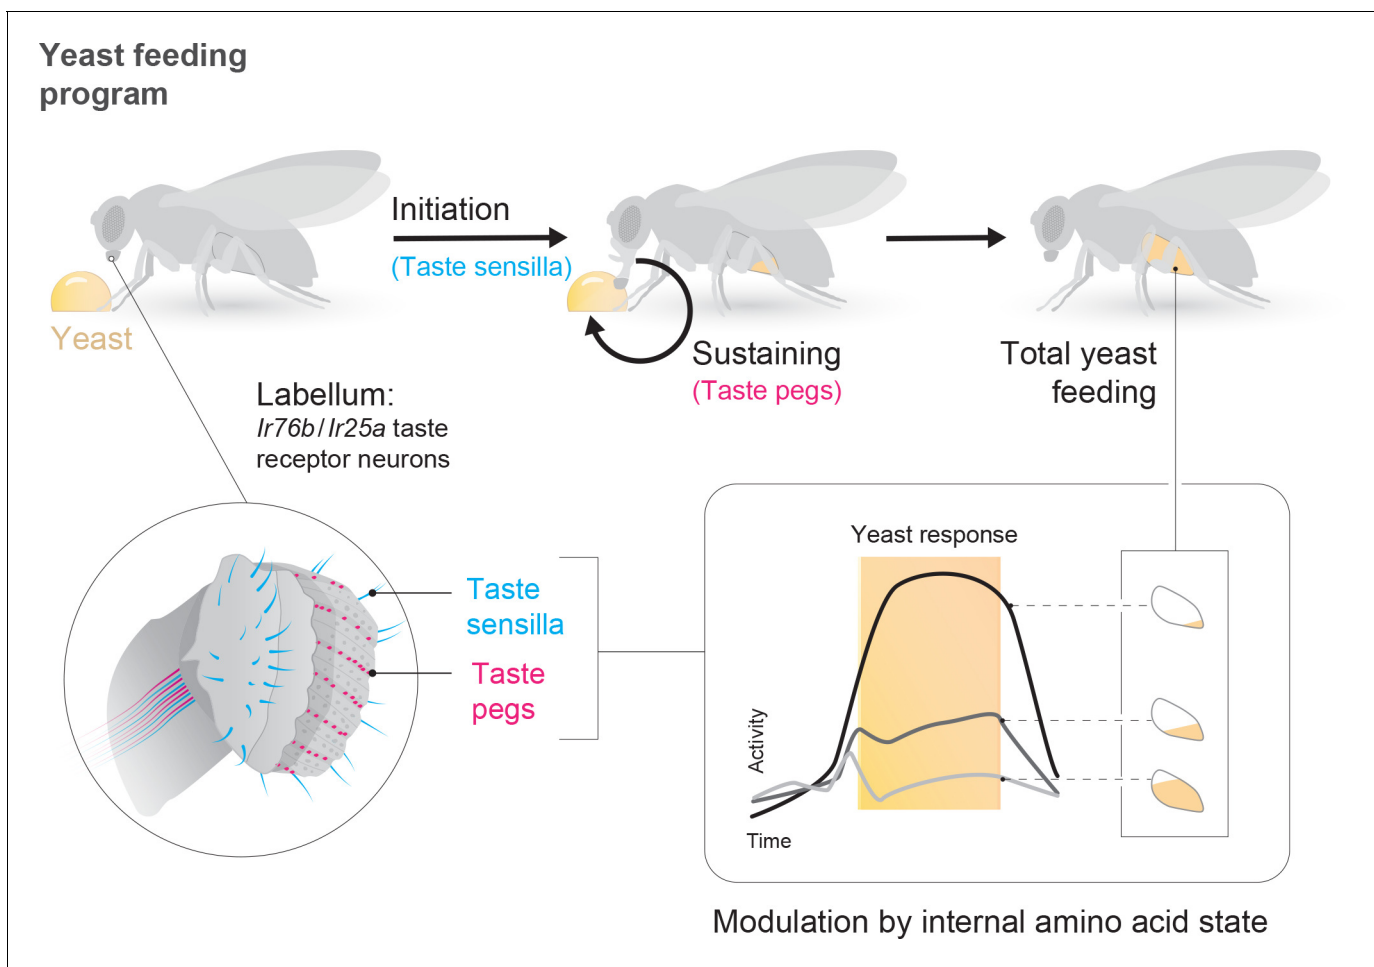 Yeast feeding
program
Initiation
(Taste sensilla)
Yeast
Sustaining
(Taste pegs)
Total yeast
feeding
Labellum:
Ir76b/Ir25a taste
receptor neurons
Taste
sensilla
Taste
pegs
Yeast response
Activity
Time
Modulation by internal amino acid state